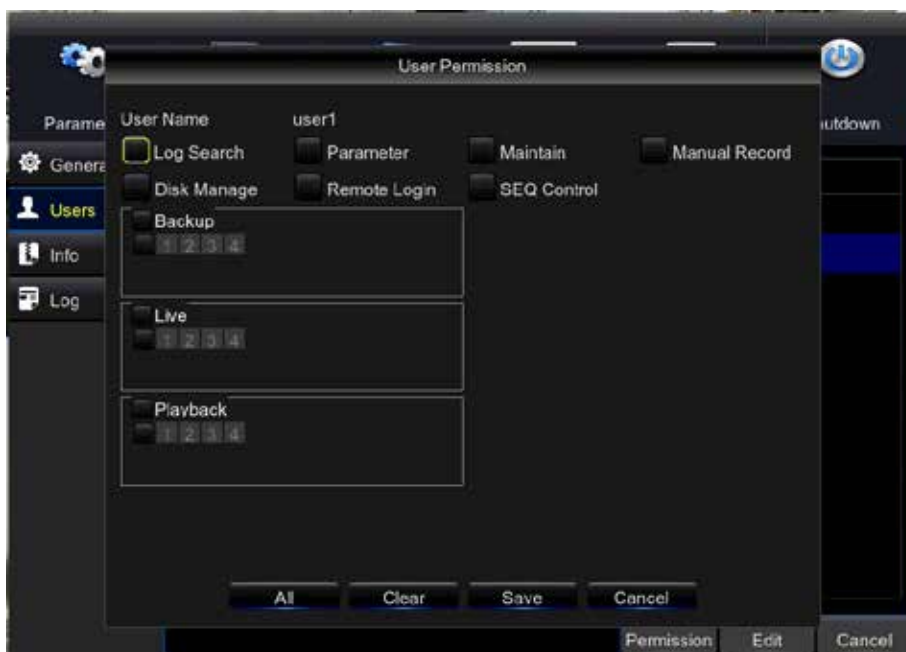 User Permission
Parame
utdown
User Name user1
Log Search Parameter Maintain Manual Record
Genera
Disk Manage Remote Login SEQ Control
Users
Backup
1 2 3 4
Info
Log
Live
1 2 3 4
Playback
1 2 3 4
All Clear Save Cancel
Permission Edit Cancel